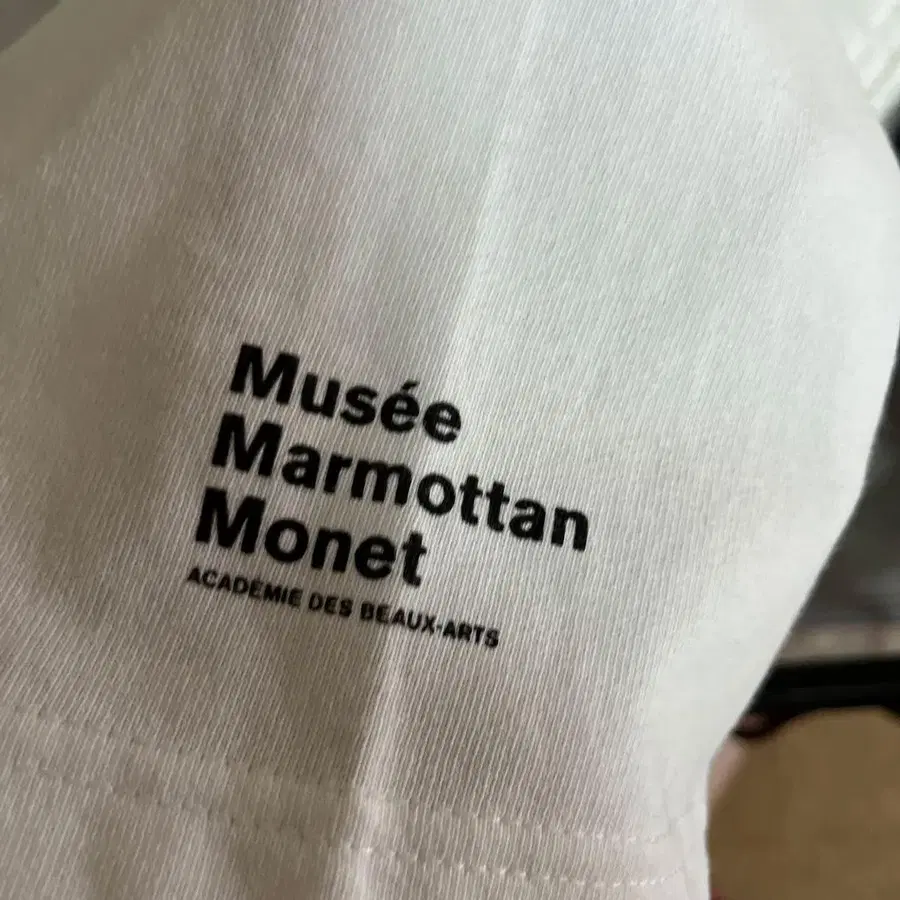 Musée
Marmottan
Monet
ACADÉMIE DES BEAUX-ARTS